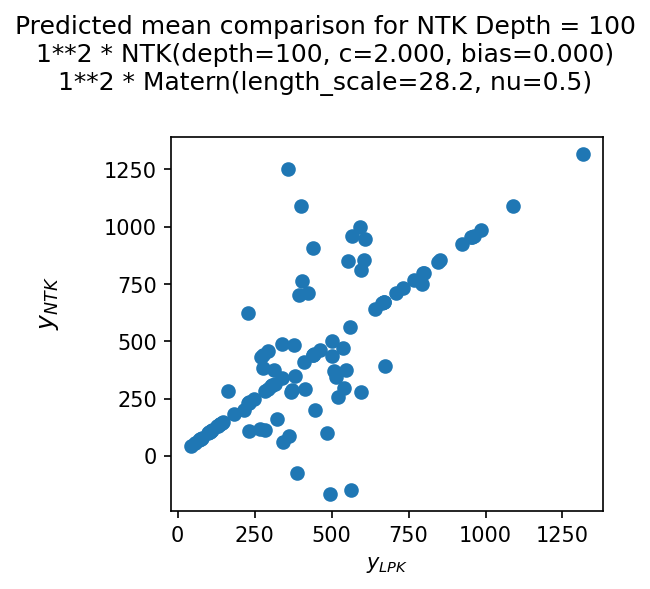 Predicted mean comparison for NTK Depth = 100
1**2 * NTK(depth=100, c=2.000, bias=0.000)
1**2 * Matern(length_scale=28.2, nu=0.5)
1250
1000
750
500
250
0
y_NTK
0 250 500 750 1000 1250
y_LPK